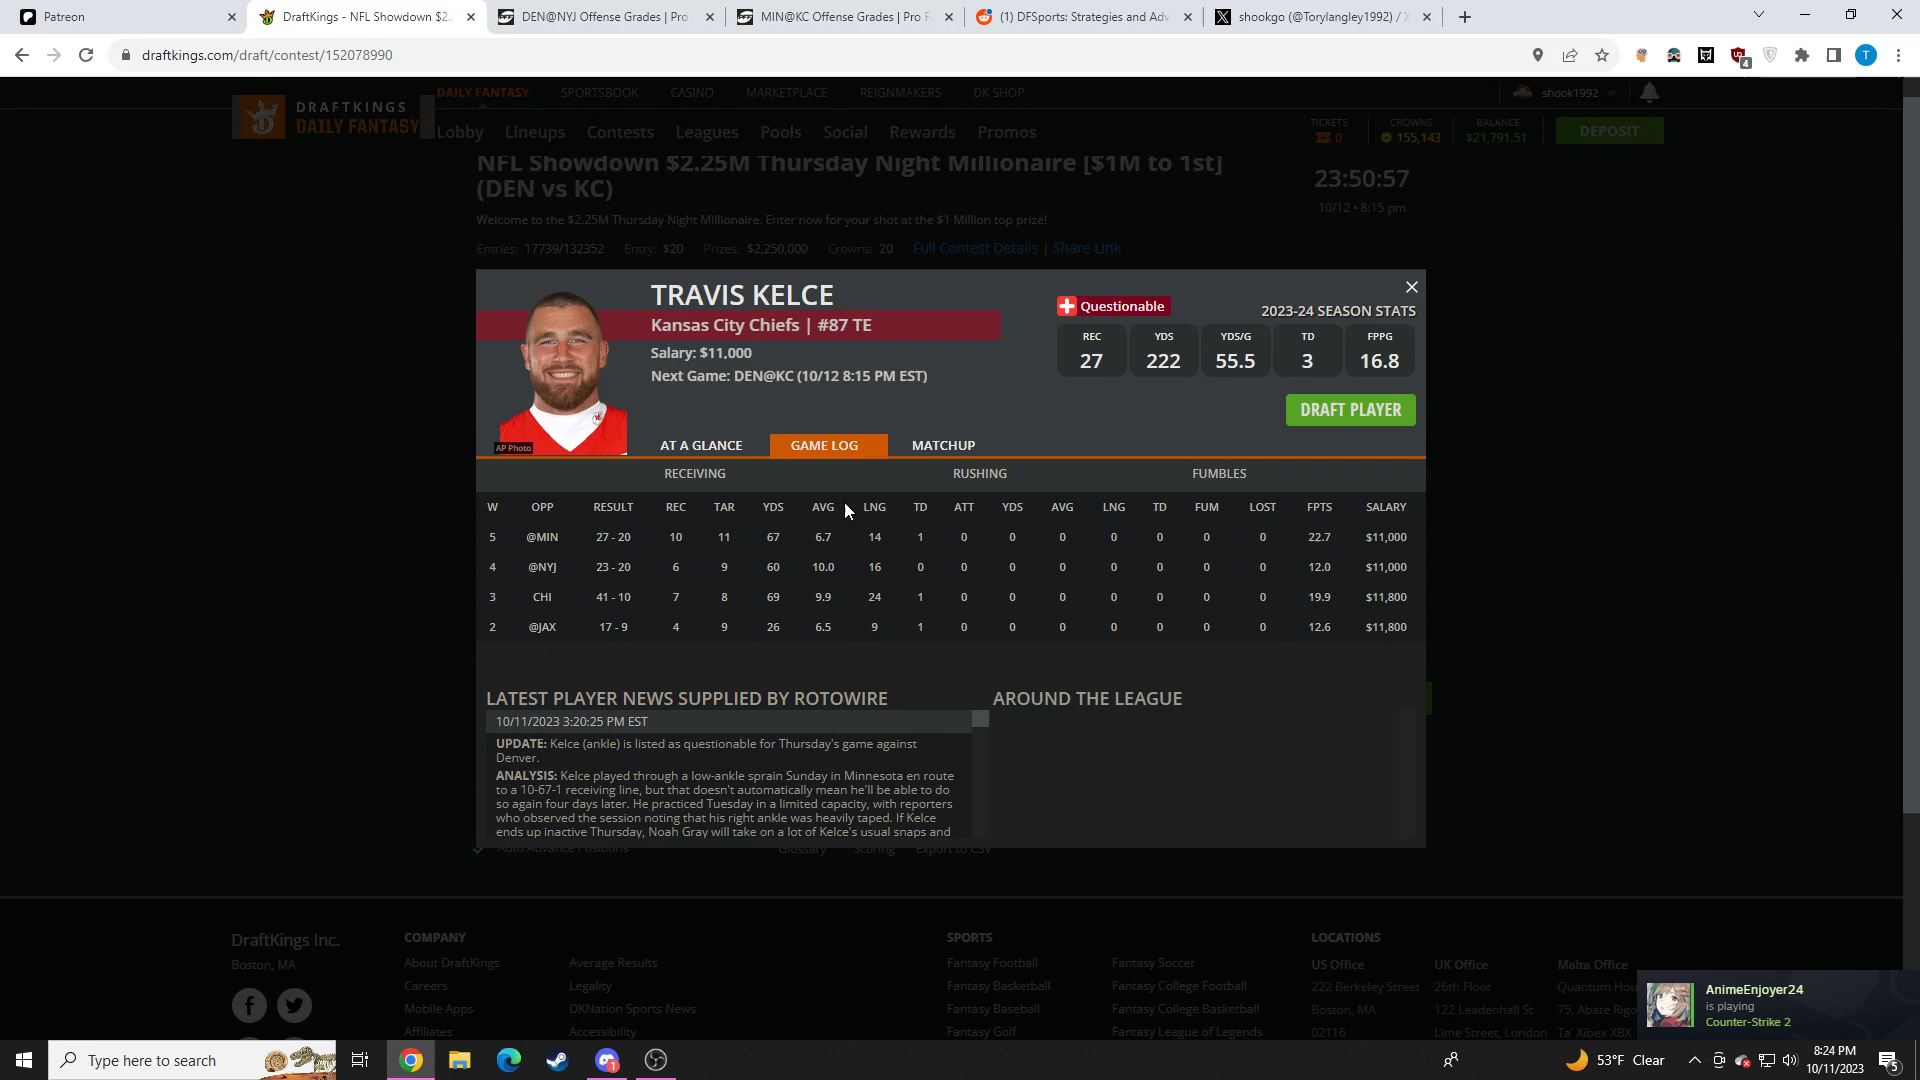 Patreon
DraftKings - NFL Showdown $2.
DEN@NYJ Offense Grades | Pro
MIN@KC Offense Grades | Pro F
(1) DFSports: Strategies and Adv
shookgo (@Torylangley1992) / X
draftkings.com/draft/contest/152078990
4
T
DAILY FANTASY SPORTSBOOK CASINO MARKETPLACE REIGNMAKERS DK SHOP
shook1992
DRAFTKINGS
DAILY FANTASY
Lobby Lineups Contests Leagues Pools Social Rewards Promos
TICKETS
0
CROWNS
155,143
BALANCE
$21,791.51
DEPOSIT
NFL Showdown $2.25M Thursday Night Millionaire [$1M to 1st]
(DEN vs KC)
23:50:57
10/12 • 8:15 pm
Welcome to the $2.25M Thursday Night Millionaire. Enter now for your shot at the $1 Million top prize!
Entries: 17739/132352 Entry: $20 Prizes: $2,250,000 Crowns: 20 Full Contest Details | Share Link
TRAVIS KELCE
Kansas City Chiefs | #87 TE
Salary: $11,000
Next Game: DEN@KC (10/12 8:15 PM EST)
AP Photo
Questionable
2023-24 SEASON STATS
REC YDS YDS/G TD FPPG
27 222 55.5 3 16.8
DRAFT PLAYER
AT A GLANCE GAME LOG MATCHUP
RECEIVING RUSHING FUMBLES
W OPP RESULT REC TAR YDS AVG LNG TD ATT YDS AVG LNG TD FUM LOST FPTS SALARY
5 @MIN 27 - 20 10 11 67 6.7 14 1 0 0 0 0 0 0 0 22.7 $11,000
4 @NYJ 23 - 20 6 9 60 10.0 16 0 0 0 0 0 0 0 0 12.0 $11,000
3 CHI 41 - 10 7 8 69 9.9 24 1 0 0 0 0 0 0 0 19.9 $11,800
2 @JAX 17 - 9 4 9 26 6.5 9 1 0 0 0 0 0 0 0 12.6 $11,800
LATEST PLAYER NEWS SUPPLIED BY ROTOWIRE
10/11/2023 3:20:25 PM EST
UPDATE: Kelce (ankle) is listed as questionable for Thursday's game against
Denver.
ANALYSIS: Kelce played through a low-ankle sprain Sunday in Minnesota en route
to a 10-67-1 receiving line, but that doesn't automatically mean he'll be able to do
so again four days later. He practiced Tuesday in a limited capacity, with reporters
who observed the session noting that his right ankle was heavily taped. If Kelce
ends up inactive Thursday, Noah Gray will take on a lot of Kelce's usual snaps and
AROUND THE LEAGUE
Auto Advance Positions Glossary Scoring Export to CSV
DraftKings Inc.
Boston, MA
COMPANY
About DraftKings
Careers
Mobile Apps
Affiliates
Average Results
Legality
DKNation Sports News
Accessibility
SPORTS
Fantasy Football
Fantasy Basketball
Fantasy Baseball
Fantasy Golf
Fantasy Soccer
Fantasy College Football
Fantasy College Basketball
Fantasy League of Legends
LOCATIONS
US Office
222 Berkeley Street
Boston, MA
02116
UK Office
26th Floor
122 Leadenhall St
Lime Street, London
Malta Office
Quantum Hou
75, Abate Rigo
Ta' Xibex XBX
AnimeEnjoyer24
is playing
Counter-Strike 2
Type here to search
1
53°F Clear
8:24 PM
10/11/2023
5